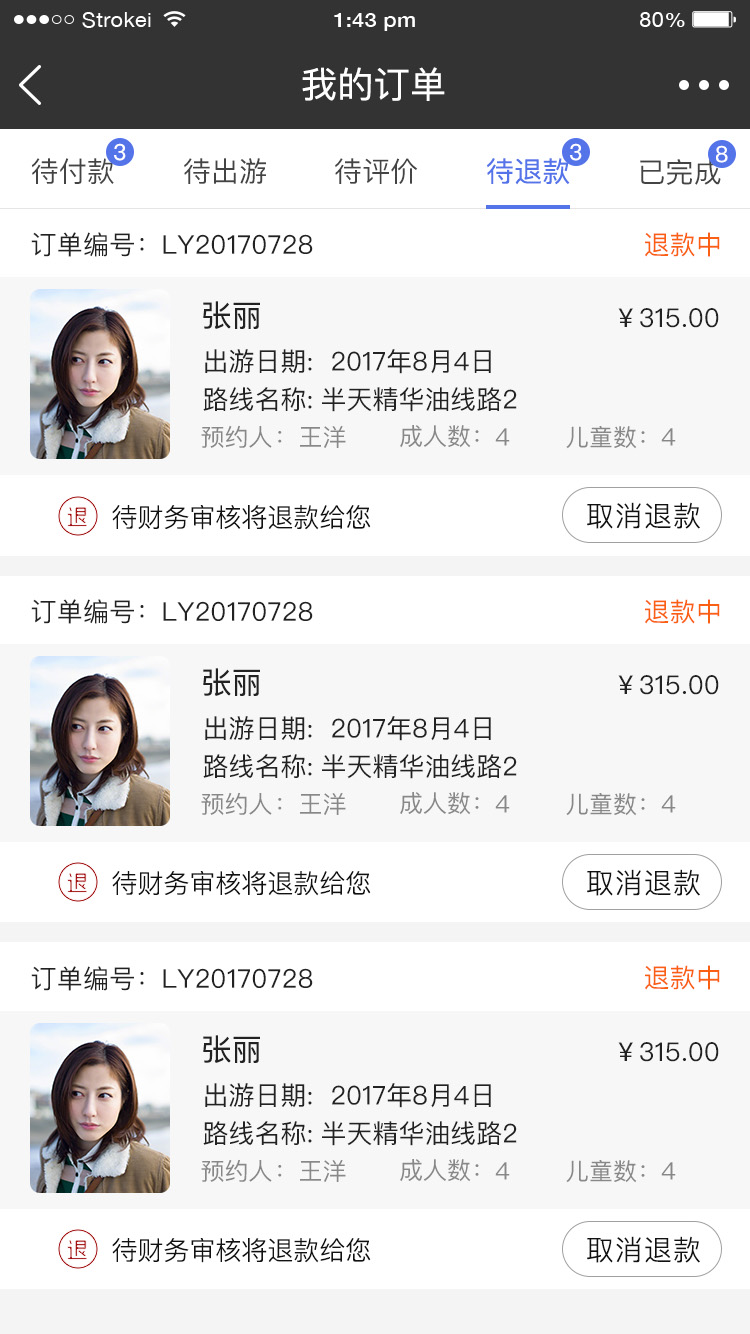 Strokei 1:43 pm 80%
我的订单
待付款 3 待出游 待评价 待退款 3 已完成 8
订单编号：LY20170728 退款中
张丽 ¥315.00
出游日期：2017年8月4日
路线名称: 半天精华油线路2
预约人：王洋 成人数：4 儿童数：4
退 待财务审核将退款给您 取消退款
订单编号：LY20170728 退款中
张丽 ¥315.00
出游日期：2017年8月4日
路线名称: 半天精华油线路2
预约人：王洋 成人数：4 儿童数：4
退 待财务审核将退款给您 取消退款
订单编号：LY20170728 退款中
张丽 ¥315.00
出游日期：2017年8月4日
路线名称: 半天精华油线路2
预约人：王洋 成人数：4 儿童数：4
退 待财务审核将退款给您 取消退款